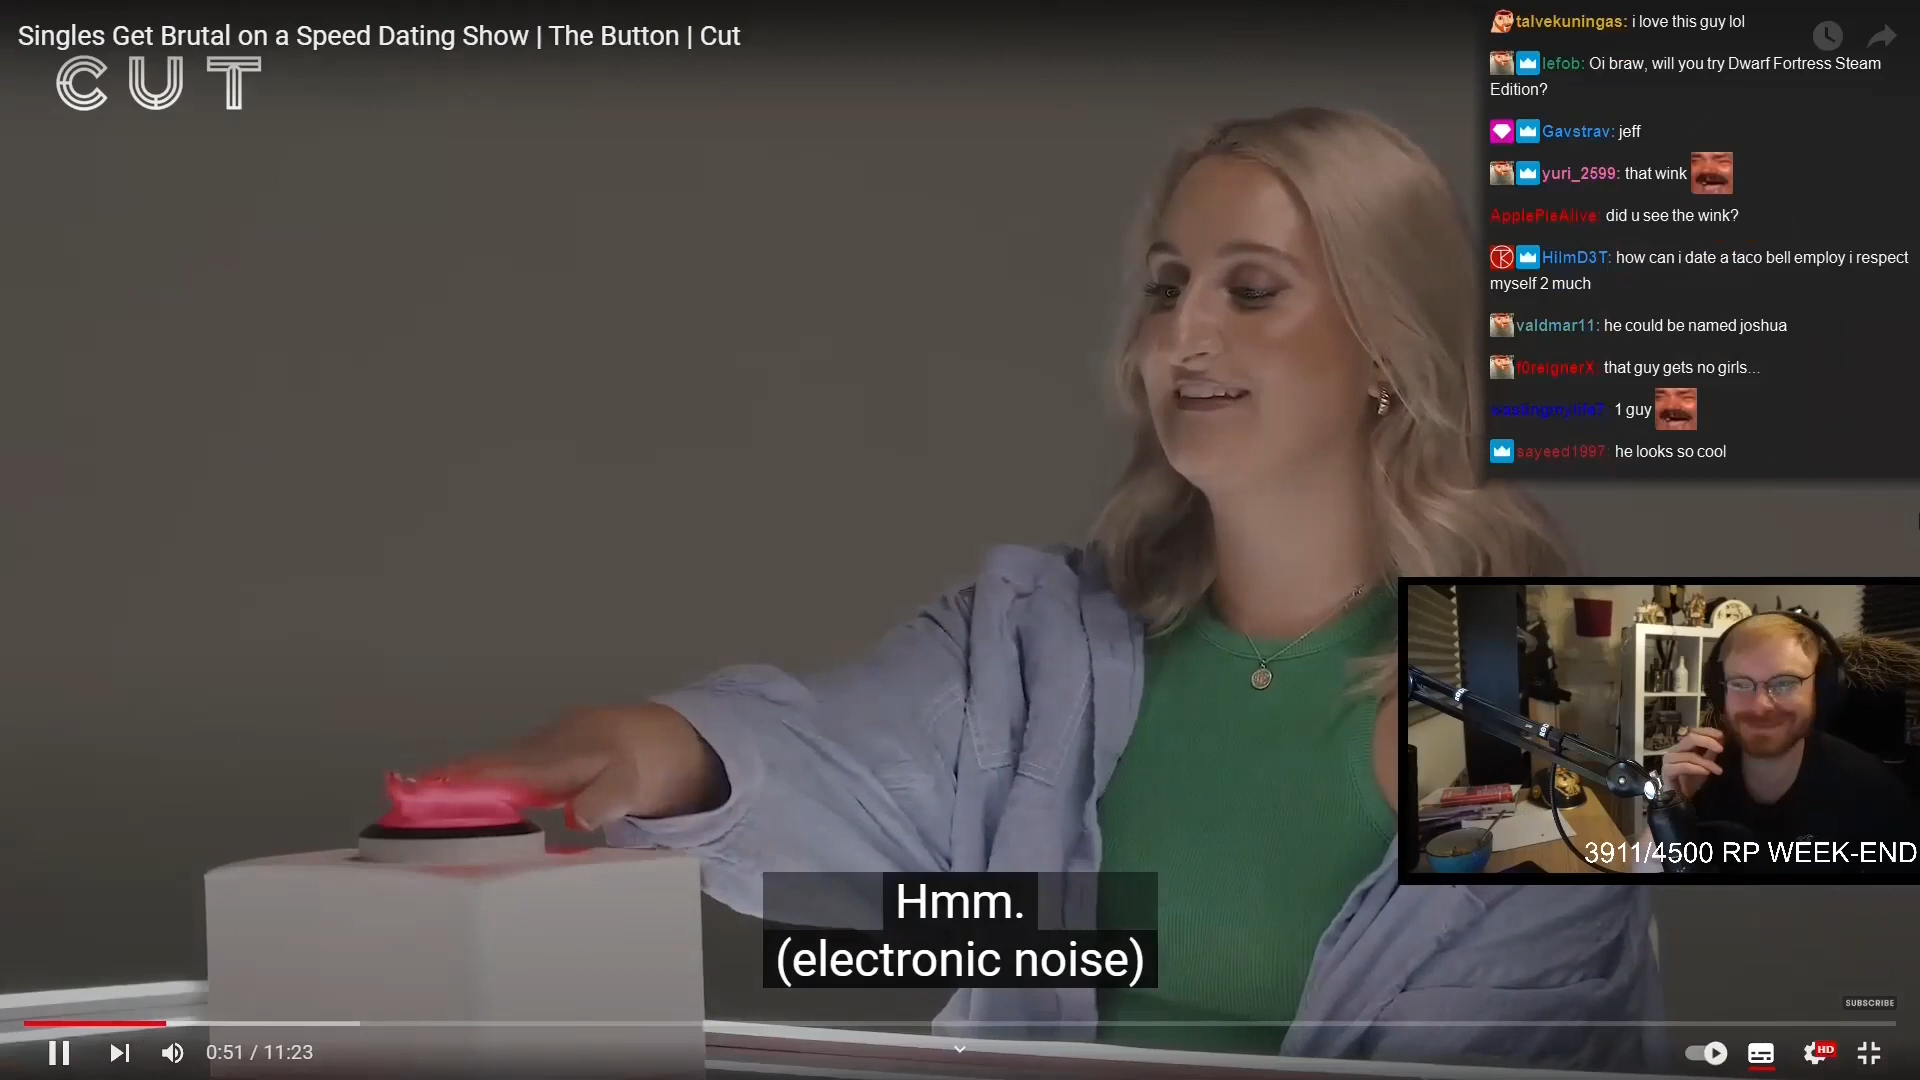 Singles Get Brutal on a Speed Dating Show | The Button | Cut
CUT
talvekuningas: i love this guy lol
lefob: Oi braw, will you try Dwarf Fortress Steam
Edition?
Gavstrav: jeff
yuri_2599: that wink
ApplePieAlive: did u see the wink?
HilmD3T: how can i date a taco bell employ i respect
myself 2 much
valdmar11: he could be named joshua
f0reignerX: that guy gets no girls...
wastingmylife7: 1 guy
sayeed1997: he looks so cool
3911/4500 RP WEEK-END
Hmm.
(electronic noise)
SUBSCRIBE
0:51 / 11:23
HD